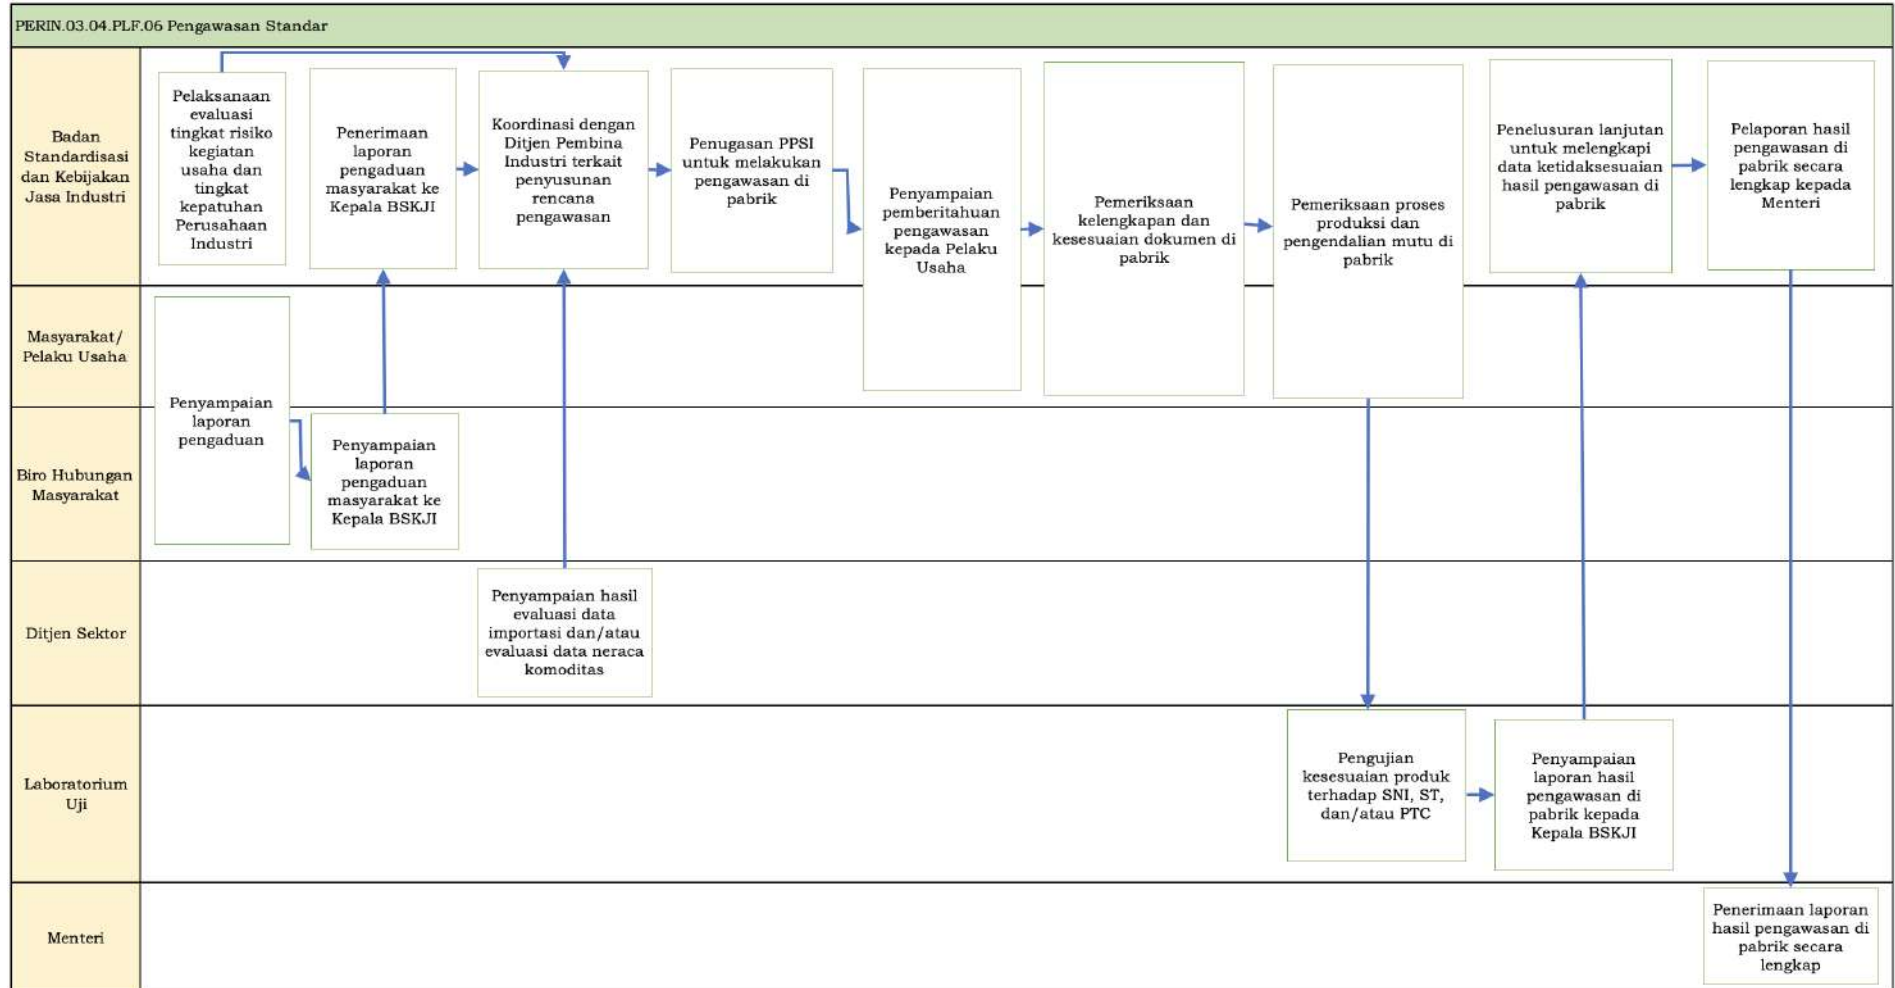 PERIN.03.04.PLF.06 Pengawasan Standar
Badan
Standardisasi
dan Kebijakan
Jasa Industri
Pelaksanaan
evaluasi
tingkat risiko
kegiatan
usaha dan
tingkat
kepatuhan
Perusahaan
Industri
Penerimaan
laporan
pengaduan
masyarakat ke
Kepala BSKJI
Koordinasi dengan
Ditjen Pembina
Industri terkait
penyusunan
rencana
pengawasan
Penugasan PPSI
untuk melakukan
pengawasan di
pabrik
Penyampaian
pemberitahuan
pengawasan
kepada Pelaku
Usaha
Pemeriksaan
kelengkapan dan
kesesuaian dokumen di
pabrik
Pemeriksaan proses
produksi dan
pengendalian mutu di
pabrik
Penelusuran lanjutan
untuk melengkapi
data ketidaksesuaian
hasil pengawasan di
pabrik
Pelaporan hasil
pengawasan di
pabrik secara
lengkap kepada
Menteri
Masyarakat/
Pelaku Usaha
Penyampaian
laporan
pengaduan
Biro Hubungan
Masyarakat
Penyampaian
laporan
pengaduan
masyarakat ke
Kepala BSKJI
Ditjen Sektor
Penyampaian hasil
evaluasi data
importasi dan/atau
evaluasi data neraca
komoditas
Laboratorium
Uji
Pengujian
kesesuaian produk
terhadap SNI, ST,
dan/atau PTC
Penyampaian
laporan hasil
pengawasan di
pabrik kepada
Kepala BSKJI
Menteri
Penerimaan laporan
hasil pengawasan di
pabrik secara
lengkap